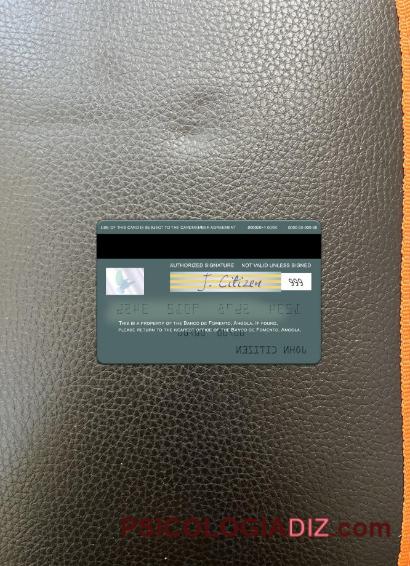 USE OF THIS CARD IS SUBJECT TO THE CARDMEMBER AGREEMENT
AUTHORIZED SIGNATURE NOT VALID UNLESS SIGNED
J. Citizen 999
THIS IS A PROPERTY OF THE BANCO DE FOMENTO, ANGOLA. IF FOUND,
PLEASE RETURN TO THE NEAREST OFFICE OF THE BANCO DE FOMENTO, ANGOLA.
JOHN CITIZEN
PSICOLOGIADIZ.com